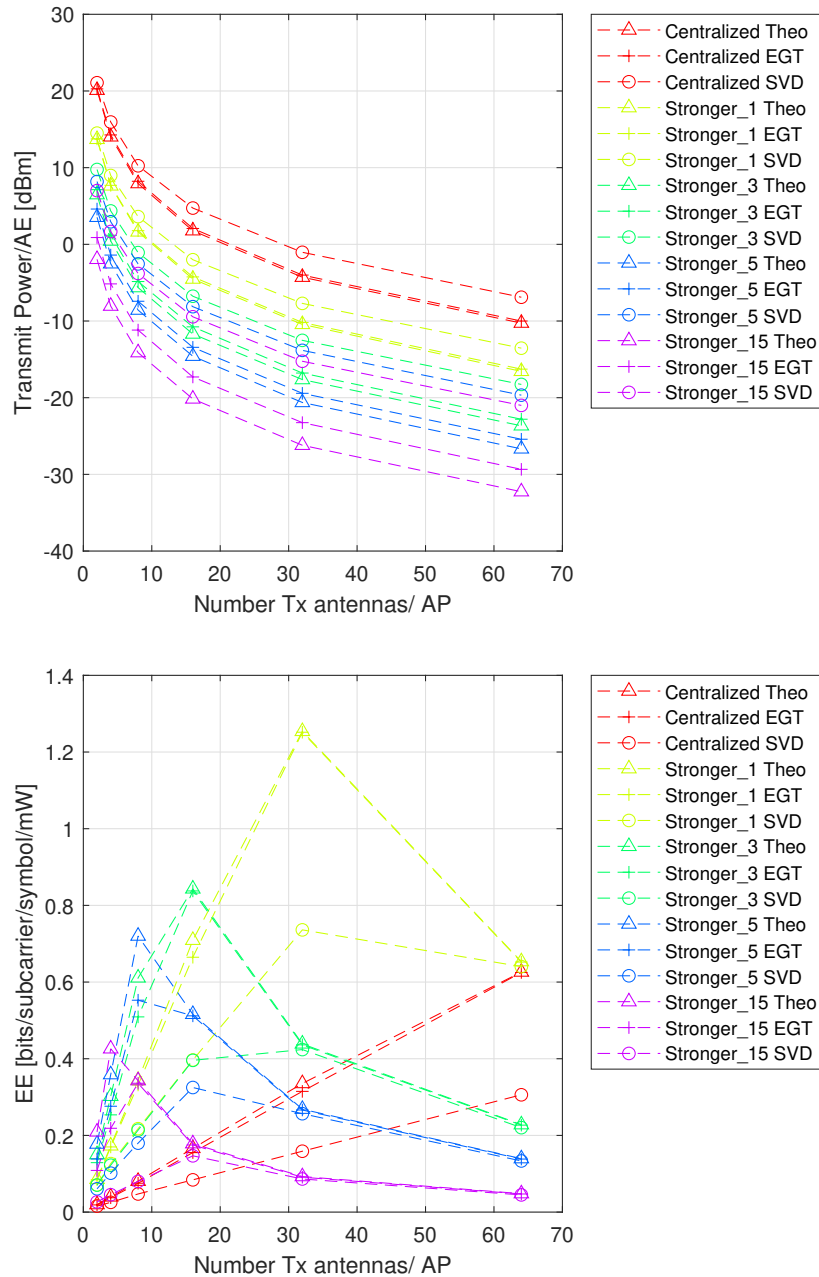 30
20
10
0
-10
-20
-30
-40
Transmit Power/AE [dBm]
0 10 20 30 40 50 60 70
Number Tx antennas/ AP
Centralized Theo
Centralized EGT
Centralized SVD
Stronger_1 Theo
Stronger_1 EGT
Stronger_1 SVD
Stronger_3 Theo
Stronger_3 EGT
Stronger_3 SVD
Stronger_5 Theo
Stronger_5 EGT
Stronger_5 SVD
Stronger_15 Theo
Stronger_15 EGT
Stronger_15 SVD
1.4
1.2
1
0.8
0.6
0.4
0.2
0
EE [bits/subcarrier/symbol/mW]
0 10 20 30 40 50 60 70
Number Tx antennas/ AP
Centralized Theo
Centralized EGT
Centralized SVD
Stronger_1 Theo
Stronger_1 EGT
Stronger_1 SVD
Stronger_3 Theo
Stronger_3 EGT
Stronger_3 SVD
Stronger_5 Theo
Stronger_5 EGT
Stronger_5 SVD
Stronger_15 Theo
Stronger_15 EGT
Stronger_15 SVD